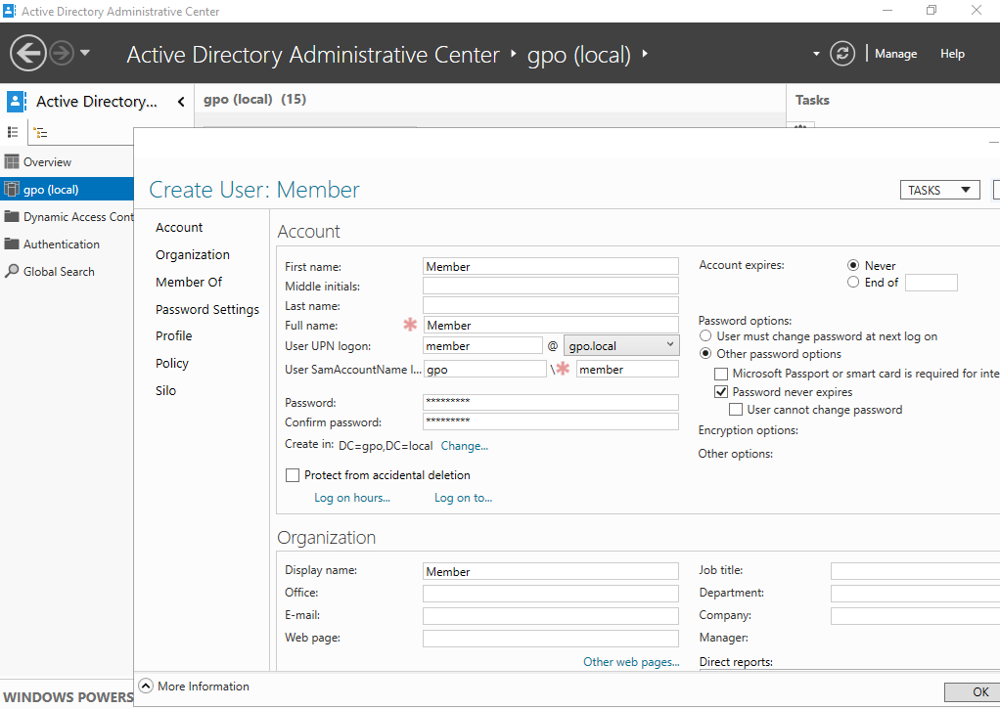 Active Directory Administrative Center
Active Directory Administrative Center gpo (local) Manage Help
Active Directory... gpo (local) (15) Tasks
Overview
gpo (local)
Dynamic Access Cont
Authentication
Global Search
Create User: Member TASKS
Account
Organization
Member Of
Password Settings
Profile
Policy
Silo
Account
First name: Member
Middle initials:
Last name:
Full name: * Member
User UPN logon: member @ gpo.local
User SamAccountName l... gpo \* member
Password: *********
Confirm password: *********
Create in: DC=gpo,DC=local Change...
Protect from accidental deletion
Log on hours... Log on to...
Account expires: Never
End of
Password options:
User must change password at next log on
Other password options
Microsoft Passport or smart card is required for inte
Password never expires
User cannot change password
Encryption options:
Other options:
Organization
Display name: Member
Office:
E-mail:
Web page:
Other web pages...
Job title:
Department:
Company:
Manager:
Direct reports:
More Information
WINDOWS POWERS
OK